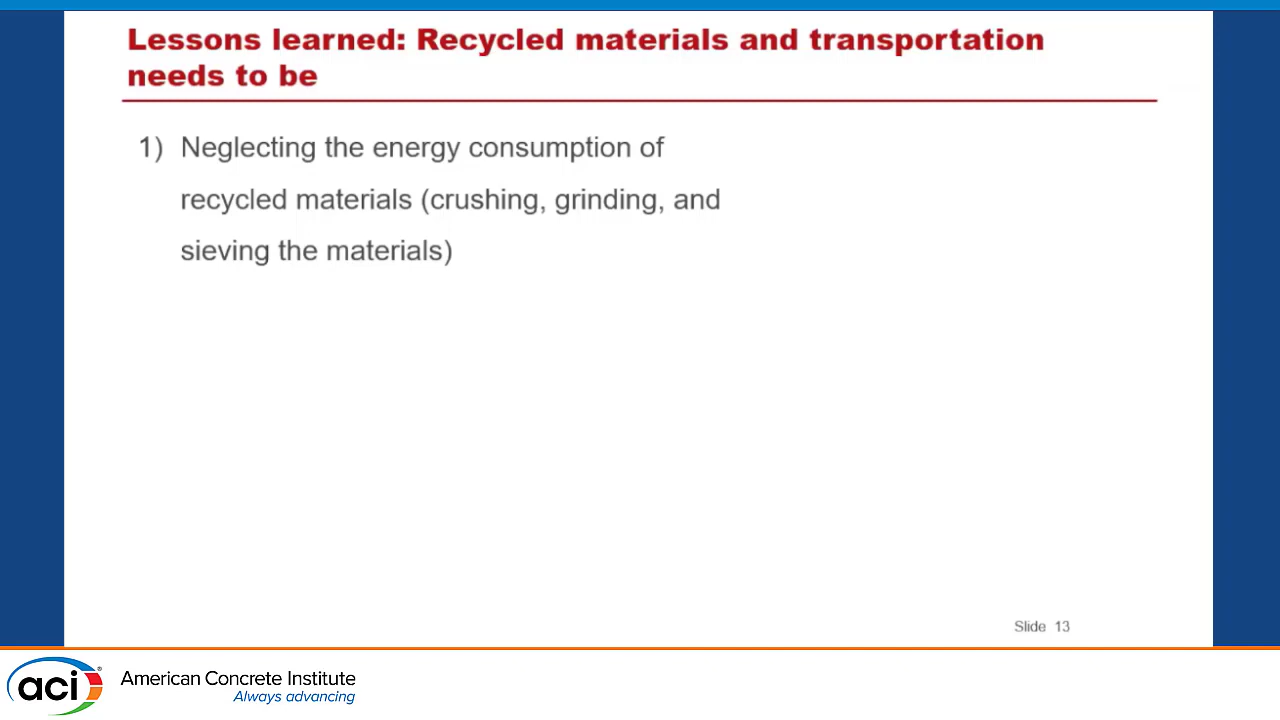 Lessons learned: Recycled materials and transportation
needs to be
1) Neglecting the energy consumption of
recycled materials (crushing, grinding, and
sieving the materials)
Slide 13
aci®
American Concrete Institute
Always advancing